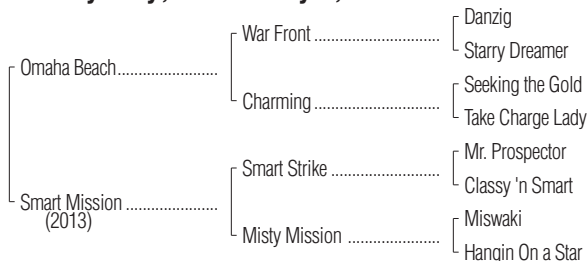 Danzig
War Front ..............................
Starry Dreamer
Omaha Beach........................
Seeking the Gold
Charming ...............................
Take Charge Lady
Mr. Prospector
Smart Strike ..........................
Classy 'n Smart
Smart Mission .......................
(2013)
Miswaki
Misty Mission ......................
Hangin On a Star